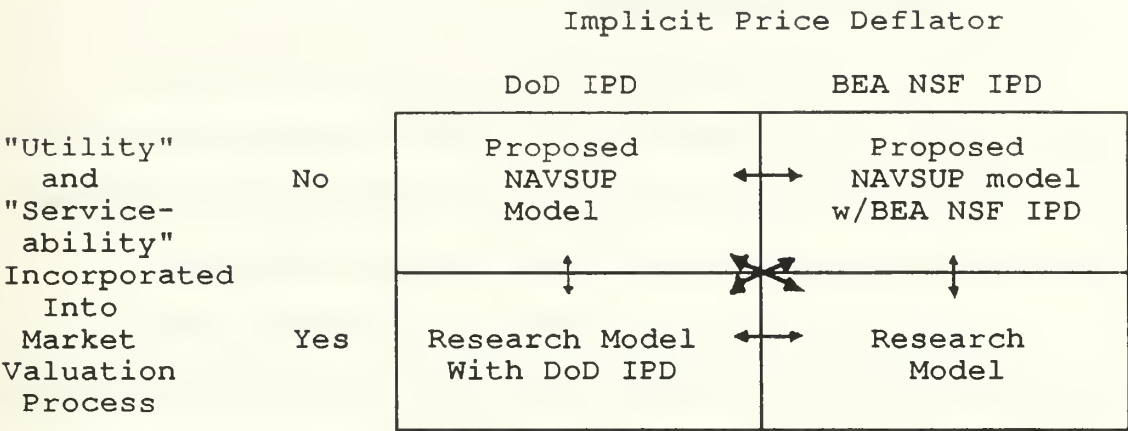 Implicit Price Deflator
DoD IPD BEA NSF IPD
"Utility"
and
"Service-
ability"
Incorporated
Into
Market
Valuation
Process
No
Yes
Proposed
NAVSUP
Model
Proposed
NAVSUP model
w/BEA NSF IPD
Research Model
With DoD IPD
Research
Model